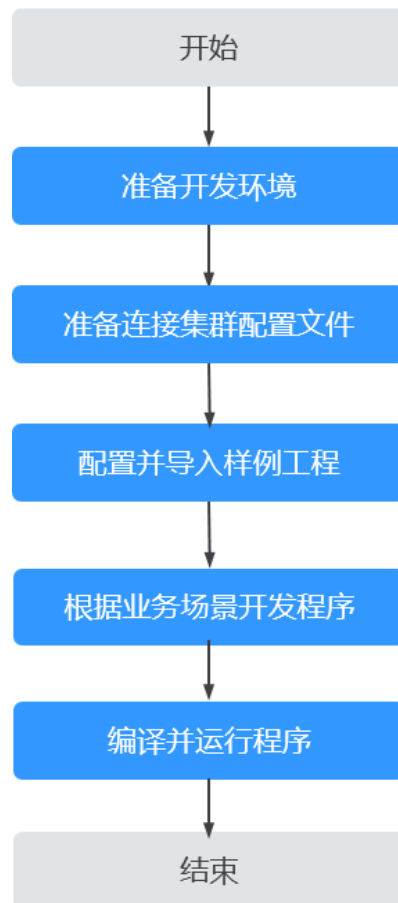 开始
准备开发环境
准备连接集群配置文件
配置并导入样例工程
根据业务场景开发程序
编译并运行程序
结束